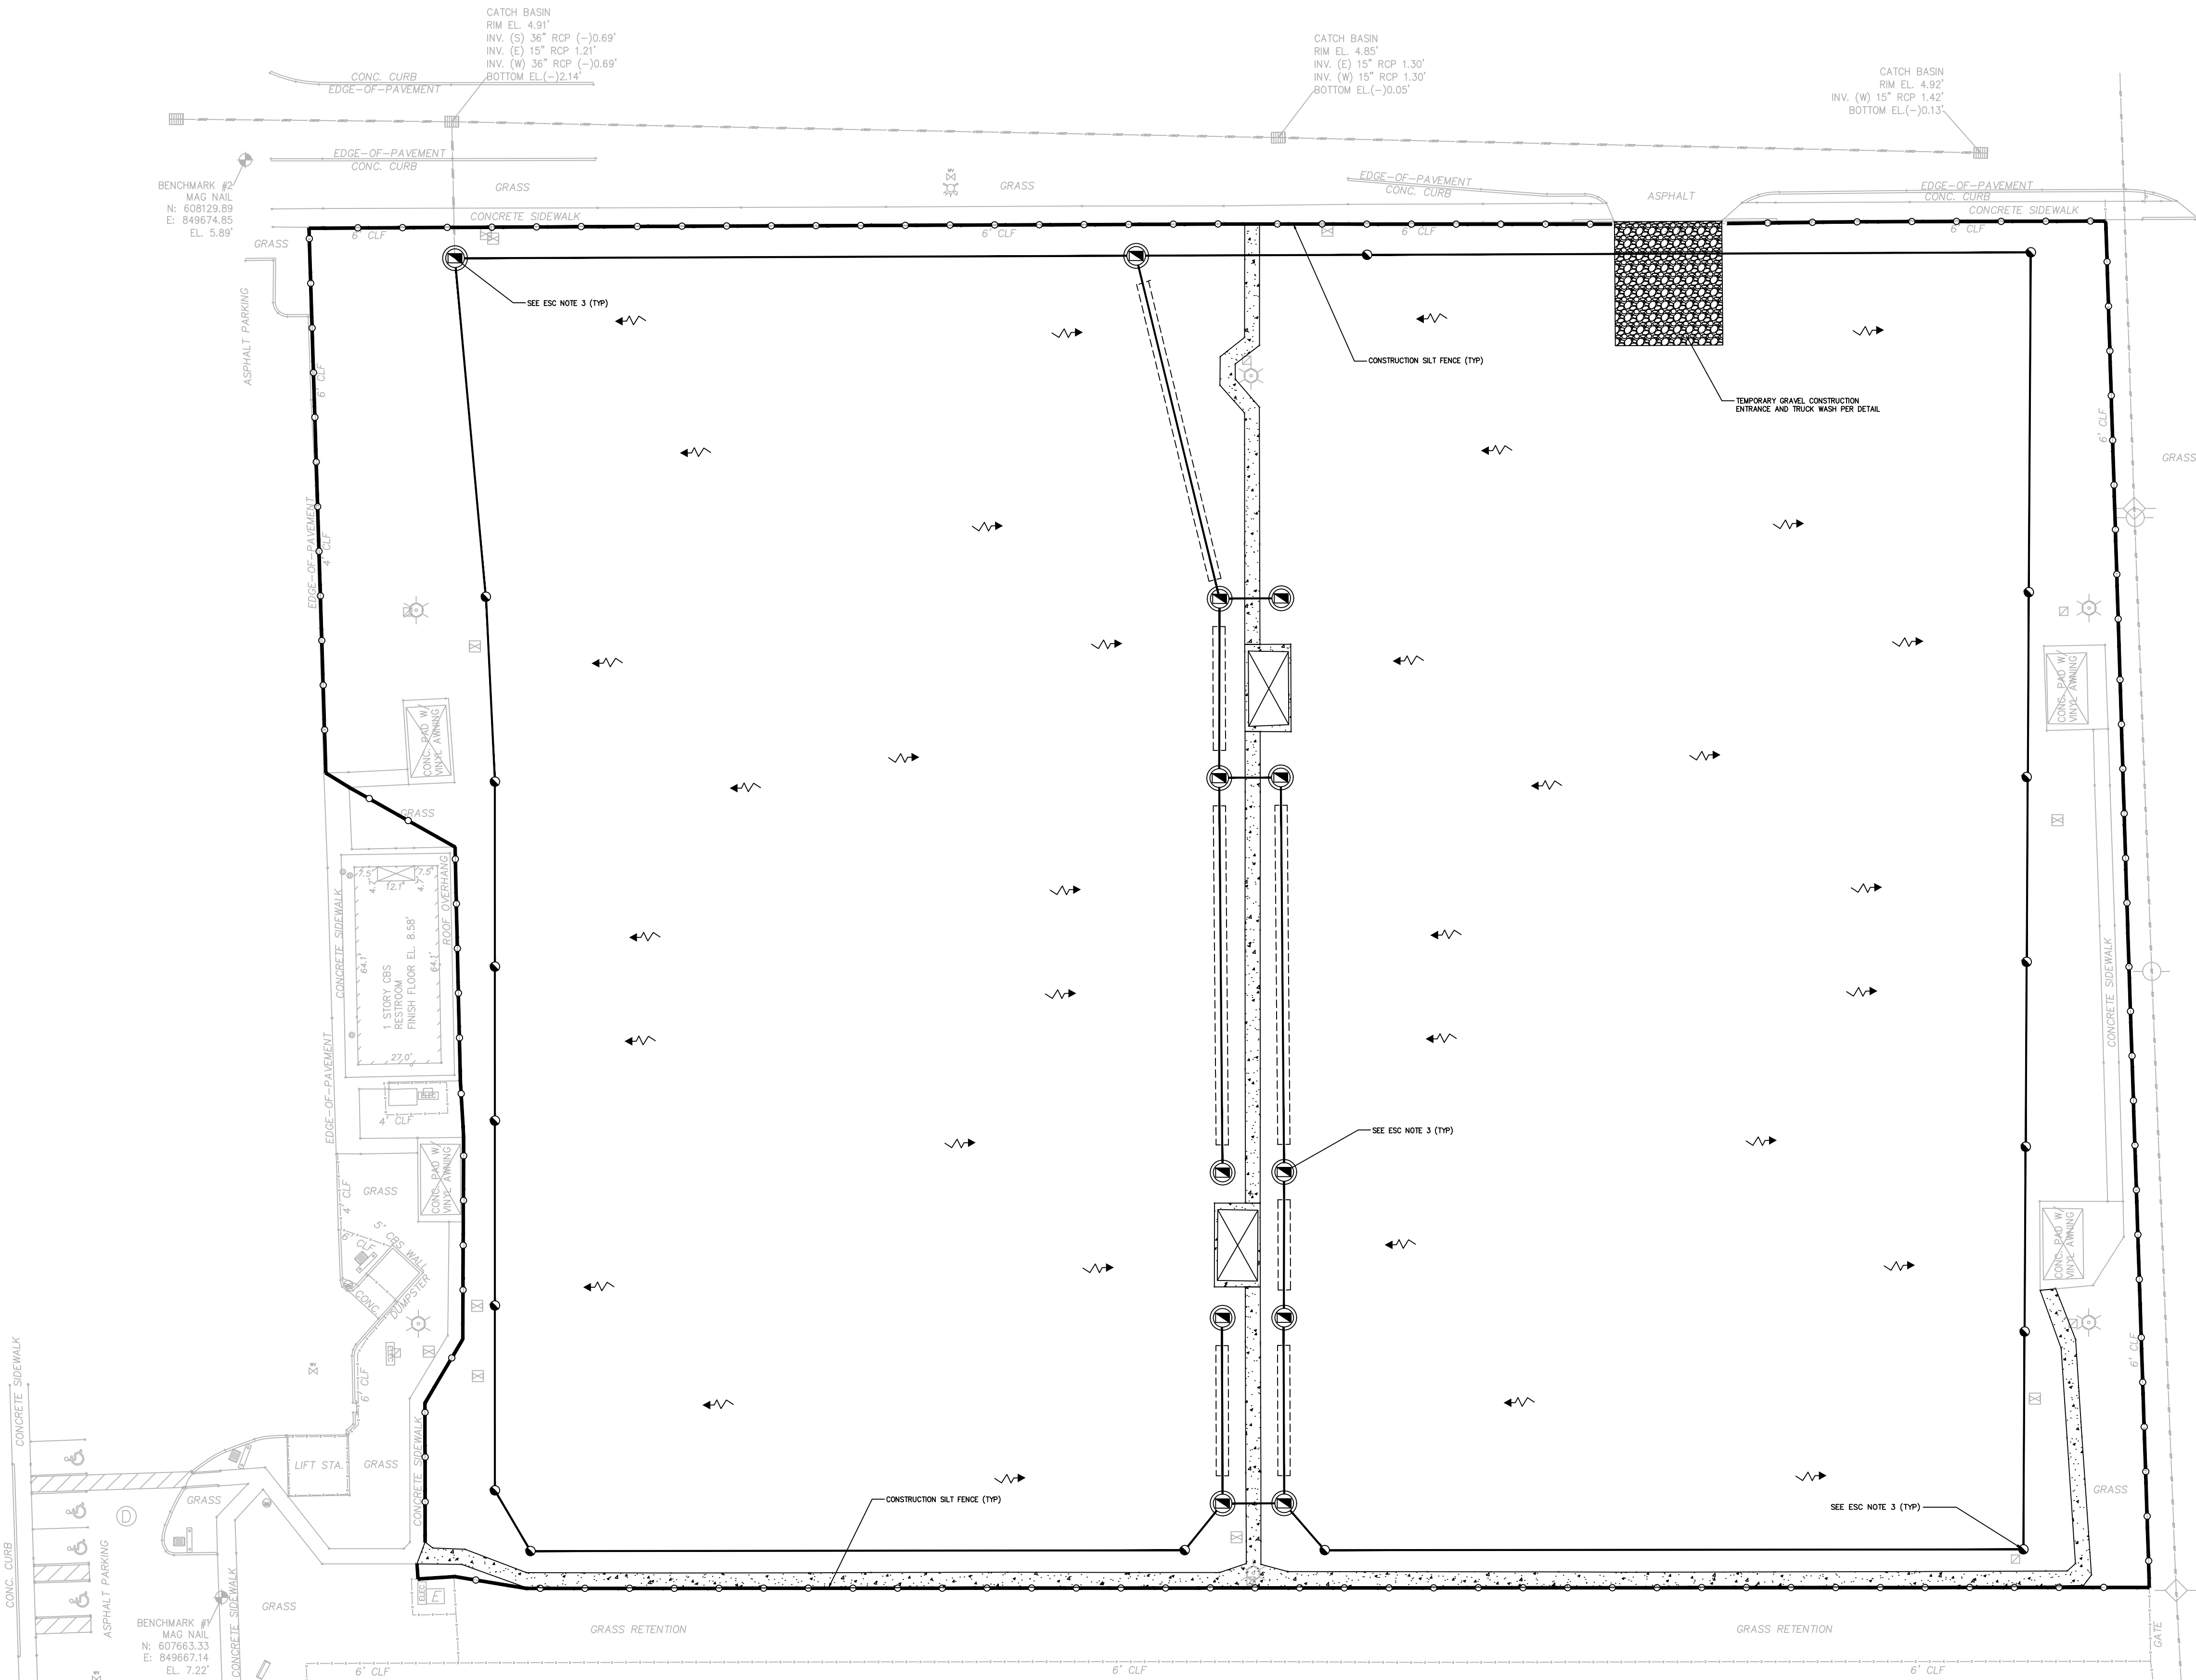 CATCH BASIN
RIM EL. 4.91'
INV. (S) 36" RCP (-)0.69'
INV. (E) 15" RCP 1.21'
INV. (W) 36" RCP (-)0.69'
BOTTOM EL.(-)2.14'
CATCH BASIN
RIM EL. 4.85'
INV. (E) 15" RCP 1.30'
INV. (W) 15" RCP 1.30'
BOTTOM EL.(-)0.05'
CATCH BASIN
RIM EL. 4.92'
INV. (W) 15" RCP 1.42'
BOTTOM EL.(-)0.13'
CONC. CURB
EDGE-OF-PAVEMENT
EDGE-OF-PAVEMENT
CONC. CURB
BENCHMARK #2
MAG NAIL
N: 608129.89
E: 849674.85
EL. 5.89'
GRASS
GRASS
EDGE-OF-PAVEMENT
CONC. CURB
ASPHALT
EDGE-OF-PAVEMENT
CONC. CURB
CONCRETE SIDEWALK
CONCRETE SIDEWALK
6' CLF
6' CLF
6' CLF
6' CLF
GRASS
ASPHALT PARKING
SEE ESC NOTE 3 (TYP)
CONSTRUCTION SILT FENCE (TYP)
TEMPORARY GRAVEL CONSTRUCTION
ENTRANCE AND TRUCK WASH PER DETAIL
6' CLF
6' CLF
GRASS
EDGE-OF-PAVEMENT
4' CLF
CONC. PAD W/
VINYL AWNING
CONC. PAD W/
VINYL AWNING
GRASS
7.5'
7.5'
4.7'
12.1'
4.7'
ROOF OVERHANG
CONCRETE SIDEWALK
64.1'
64.1'
1 STORY CBS
RESTROOM
FINISH FLOOR EL. 8.58'
27.0'
CONCRETE SIDEWALK
EDGE-OF-PAVEMENT
4' CLF
SEE ESC NOTE 3 (TYP)
CONC. PAD W/
VINYL AWNING
GRASS
4' CLF
5' CBS WALL
6' CLF
CONC.
DUMPSTER
CONC. PAD W/
VINYL AWNING
6' CLF
6' CLF
CONCRETE SIDEWALK
CONCRETE SIDEWALK
LIFT STA.
GRASS
GRASS
GRASS
D
CONSTRUCTION SILT FENCE (TYP)
SEE ESC NOTE 3 (TYP)
CONC. CURB
ASPHALT PARKING
CONCRETE SIDEWALK
ELEC
E
GRASS
BENCHMARK #1
MAG NAIL
N: 607663.33
E: 849667.14
EL. 7.22'
GRASS RETENTION
GRASS RETENTION
GATE
6' CLF
6' CLF
6' CLF